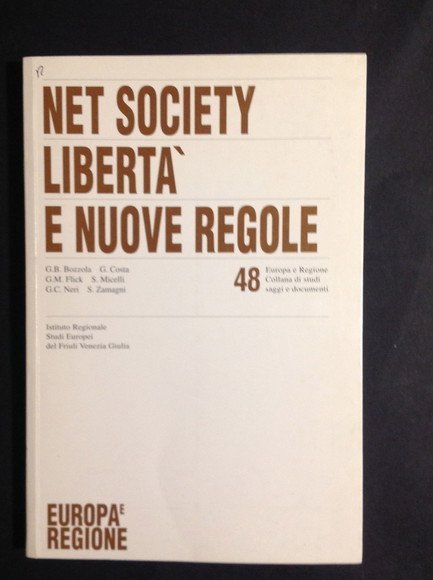 NET SOCIETY
LIBERTA`
E NUOVE REGOLE
G.B. Bozzola G. Costa
G.M. Flick S. Micelli
G.C. Neri S. Zamagni
48
Europa e Regione
Collana di studi
saggi e documenti
Istituto Regionale
Studi Europei
del Friuli Venezia Giulia
EUROPA E
REGIONE